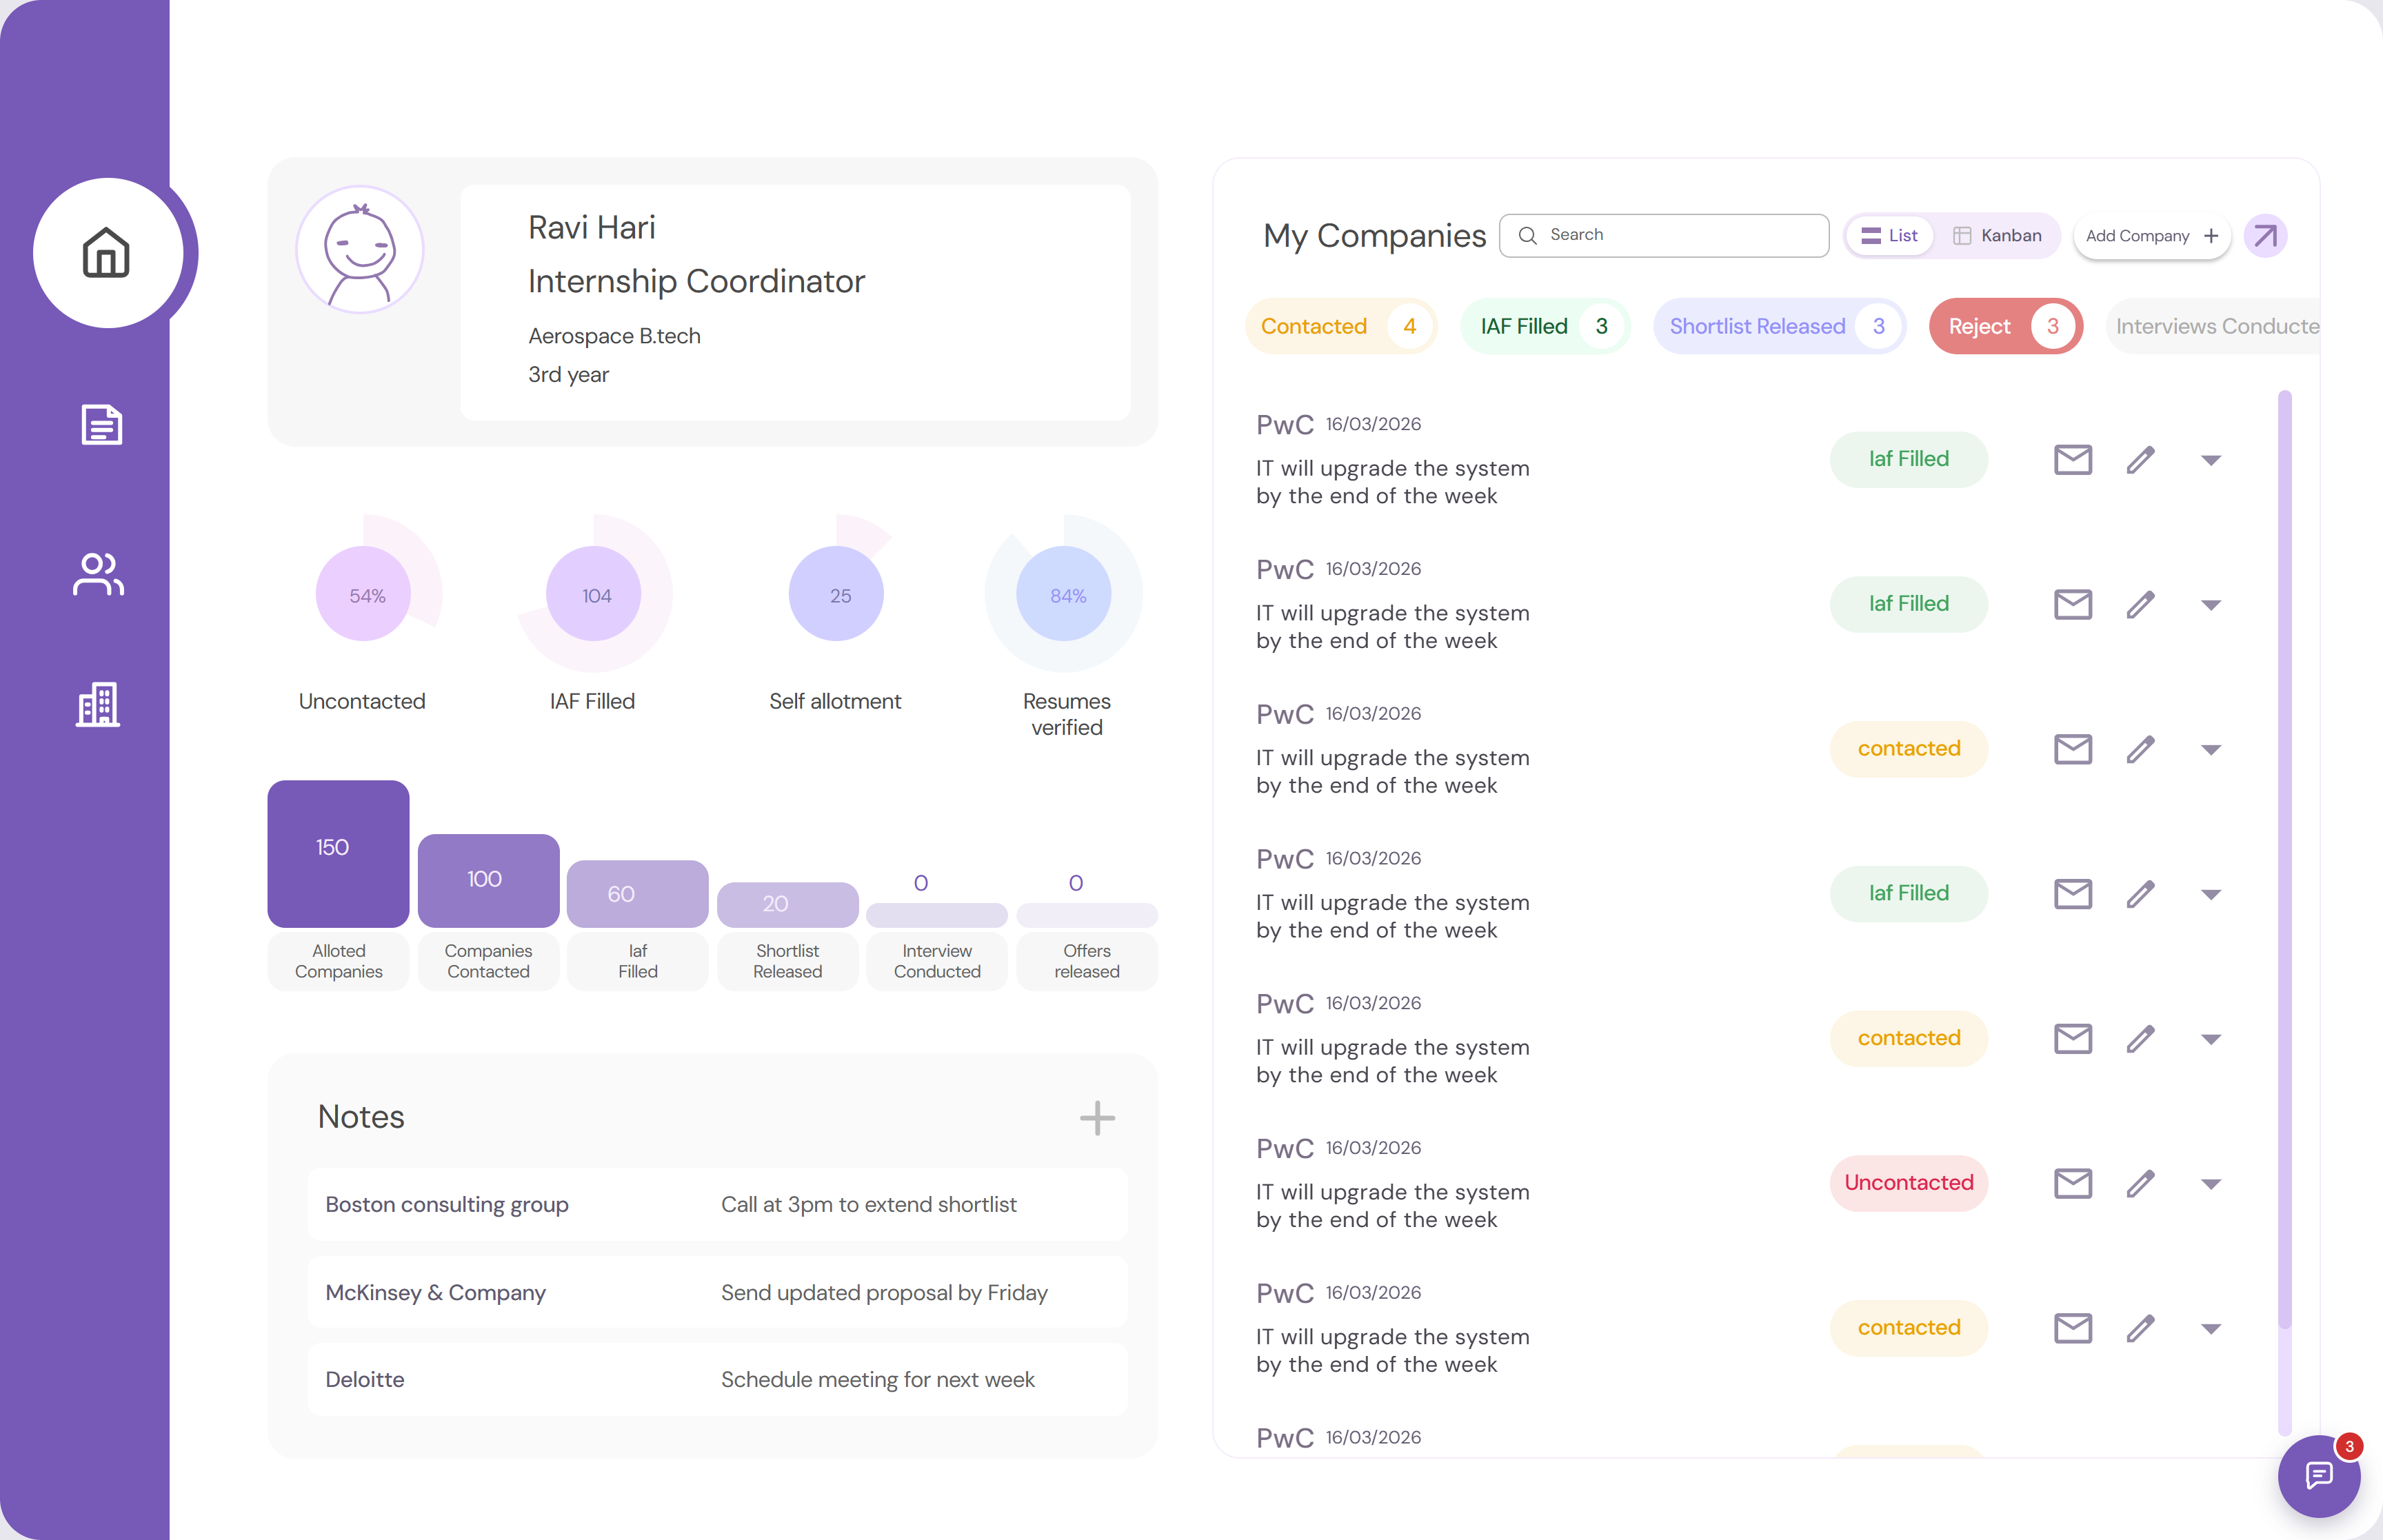 Ravi Hari
Internship Coordinator
Aerospace B.tech
3rd year
54%
104
25
84%
Uncontacted
IAF Filled
Self allotment
Resumes
verified
150
100
60
20
0
0
Alloted
Companies
Companies
Contacted
Iaf
Filled
Shortlist
Released
Interview
Conducted
Offers
released
Notes
Boston consulting group
Call at 3pm to extend shortlist
McKinsey & Company
Send updated proposal by Friday
Deloitte
Schedule meeting for next week
My Companies
Search
List
Kanban
Add Company
Contacted 4
IAF Filled 3
Shortlist Released 3
Reject 3
Interviews Conducte
PwC 16/03/2026
IT will upgrade the system
by the end of the week
Iaf Filled
PwC 16/03/2026
IT will upgrade the system
by the end of the week
Iaf Filled
PwC 16/03/2026
IT will upgrade the system
by the end of the week
contacted
PwC 16/03/2026
IT will upgrade the system
by the end of the week
Iaf Filled
PwC 16/03/2026
IT will upgrade the system
by the end of the week
contacted
PwC 16/03/2026
IT will upgrade the system
by the end of the week
Uncontacted
PwC 16/03/2026
IT will upgrade the system
by the end of the week
contacted
PwC 16/03/2026
3